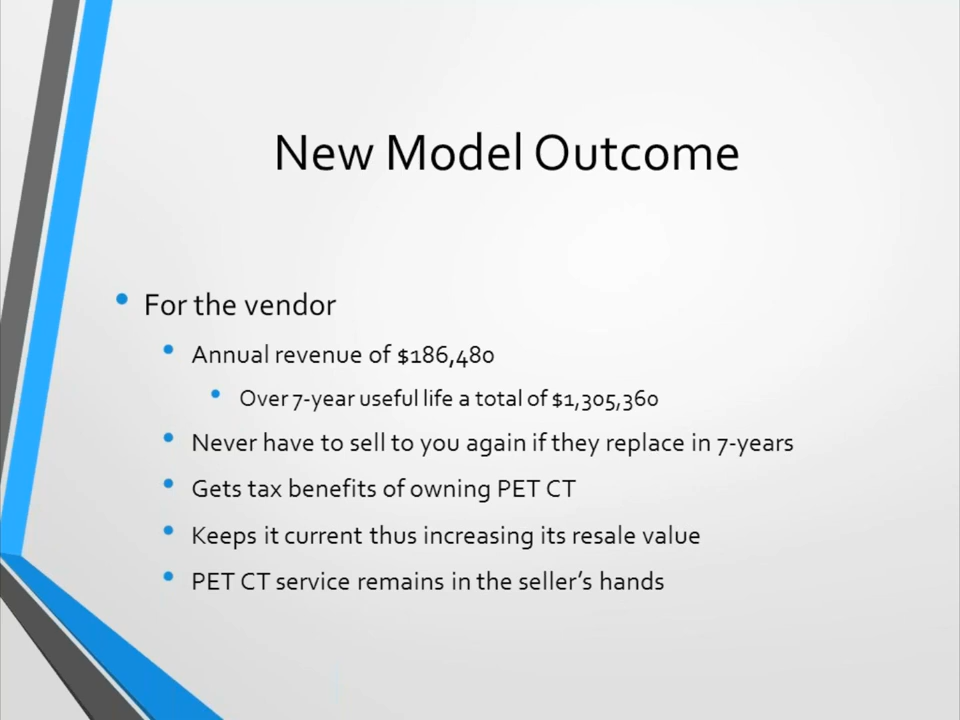 New Model Outcome
• For the vendor
• Annual revenue of $186,480
• Over 7-year useful life a total of $1,305,360
• Never have to sell to you again if they replace in 7-years
• Gets tax benefits of owning PET CT
• Keeps it current thus increasing its resale value
• PET CT service remains in the seller’s hands